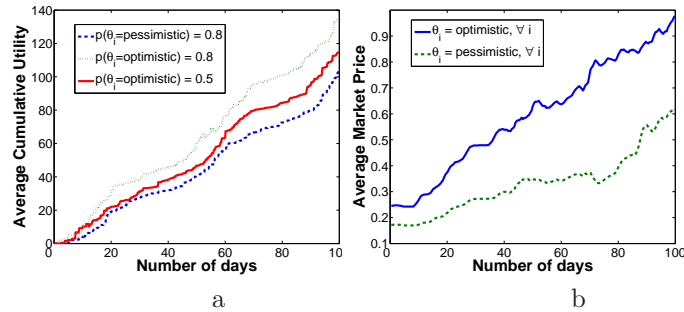 140
120
100
80
60
40
20
0
0
20
40
60
80
100
Average Cumulative Utility
Number of days
p(θi=pessimistic) = 0.8
p(θi=optimistic) = 0.8
p(θi=optimistic) = 0.5
a
0.9
0.8
0.7
0.6
0.5
0.4
0.3
0.2
0.1
0
20
40
60
80
100
Average Market Price
Number of days
θi = optimistic, ∀ i
θi = pessimistic, ∀ i
b